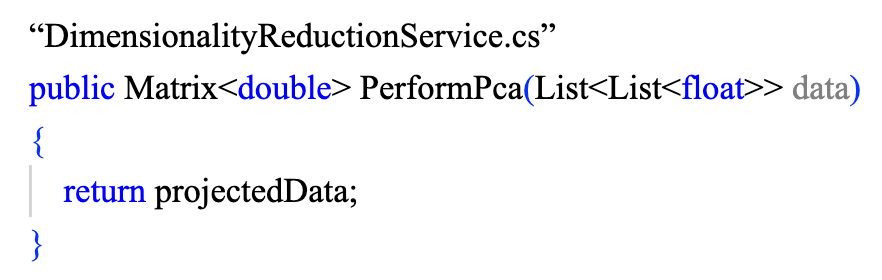 “DimensionalityReductionService.cs”
public Matrix<double> PerformPca(List<List<float>> data)
{
return projectedData;
}